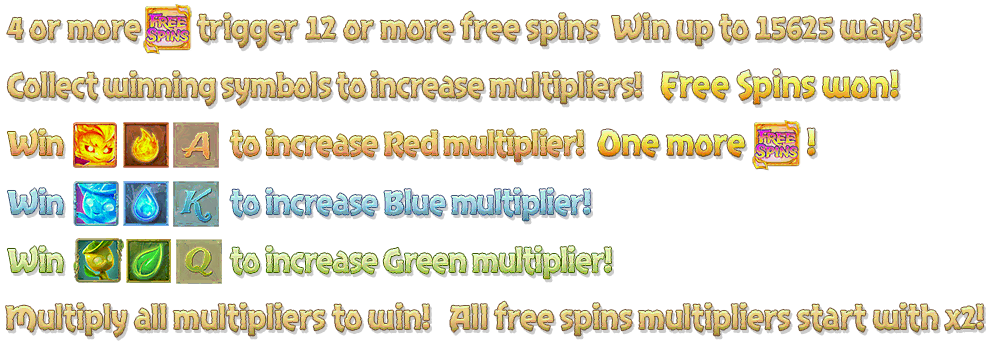 4 or more FREE SPINS trigger 12 or more free spins Win up to 15625 ways!
Collect winning symbols to increase multipliers! Free Spins won!
Win A to increase Red multiplier! One more FREE SPINS !
Win K to increase Blue multiplier!
Win Q to increase Green multiplier!
Multiply all multipliers to win! All free spins multipliers start with x2!